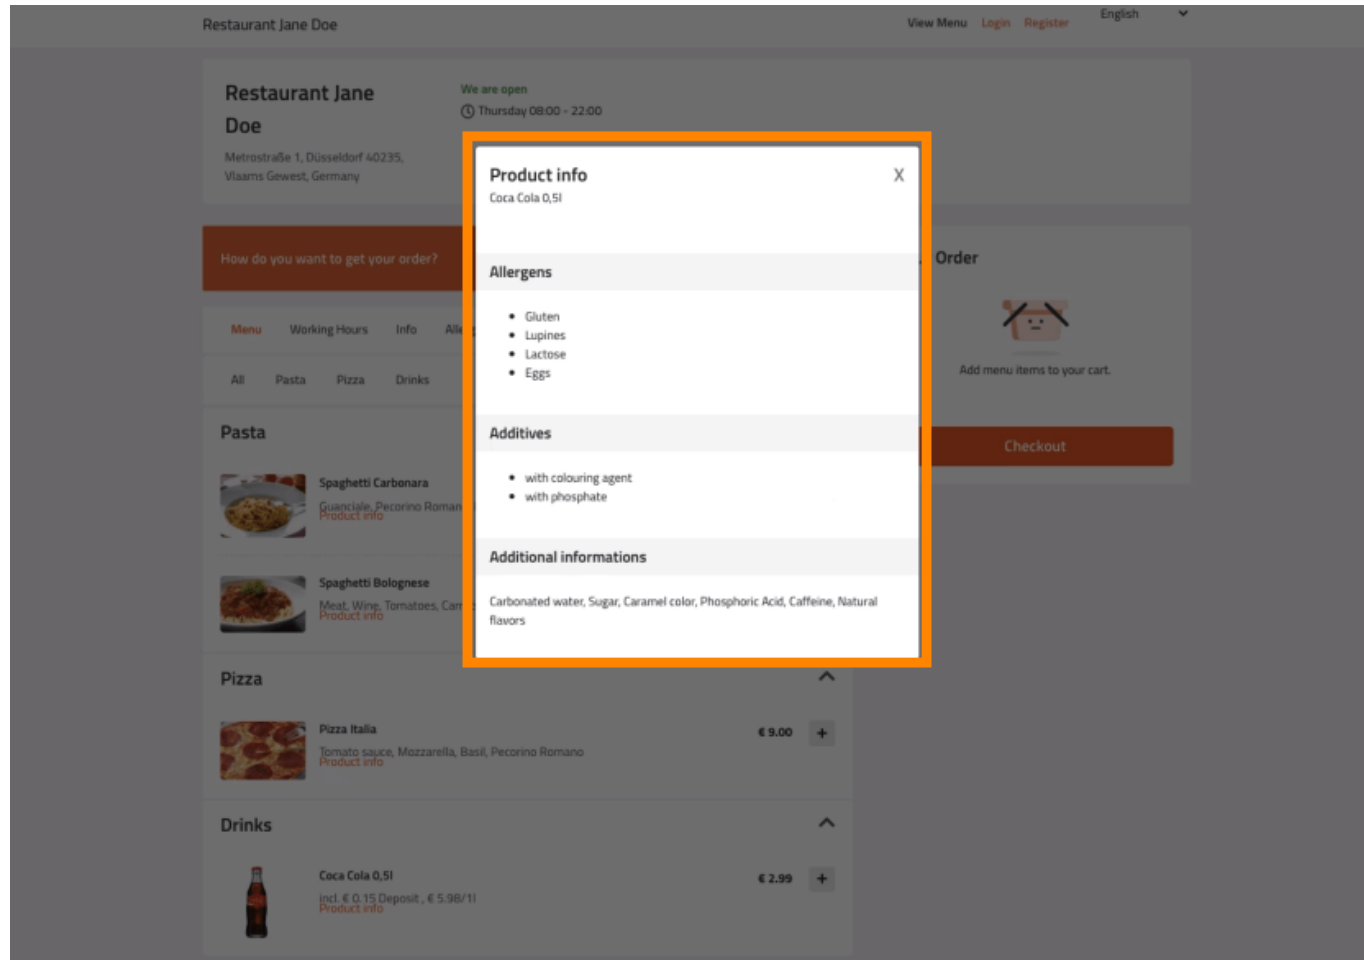 Restaurant Jane Doe
View Menu Login Register English
Restaurant Jane
Doe
Metrostraße 1, Düsseldorf 40235,
Vlaams Gewest, Germany
We are open
Thursday 08:00 - 22:00
Product info
X
Coca Cola 0,5l
Allergens
Gluten
Lupines
Lactose
Eggs
Additives
with colouring agent
with phosphate
Additional informations
Carbonated water, Sugar, Caramel color, Phosphoric Acid, Caffeine, Natural
flavors
How do you want to get your order?
Menu Working Hours Info
All Pasta Pizza Drinks
Pasta
Spaghetti Carbonara
Guanciale, Pecorino
Product info
Spaghetti Bolognese
Meat, Wine, Tomatoes,
Product info
Pizza
Pizza Italia
€ 9.00 +
Tomato sauce, Mozzarella, Basil, Pecorino Romano
Product info
Drinks
Coca Cola 0,5l
€ 2.99 +
incl. € 0.15 Deposit , € 5.98/1l
Product info
Order
Add menu items to your cart.
Checkout